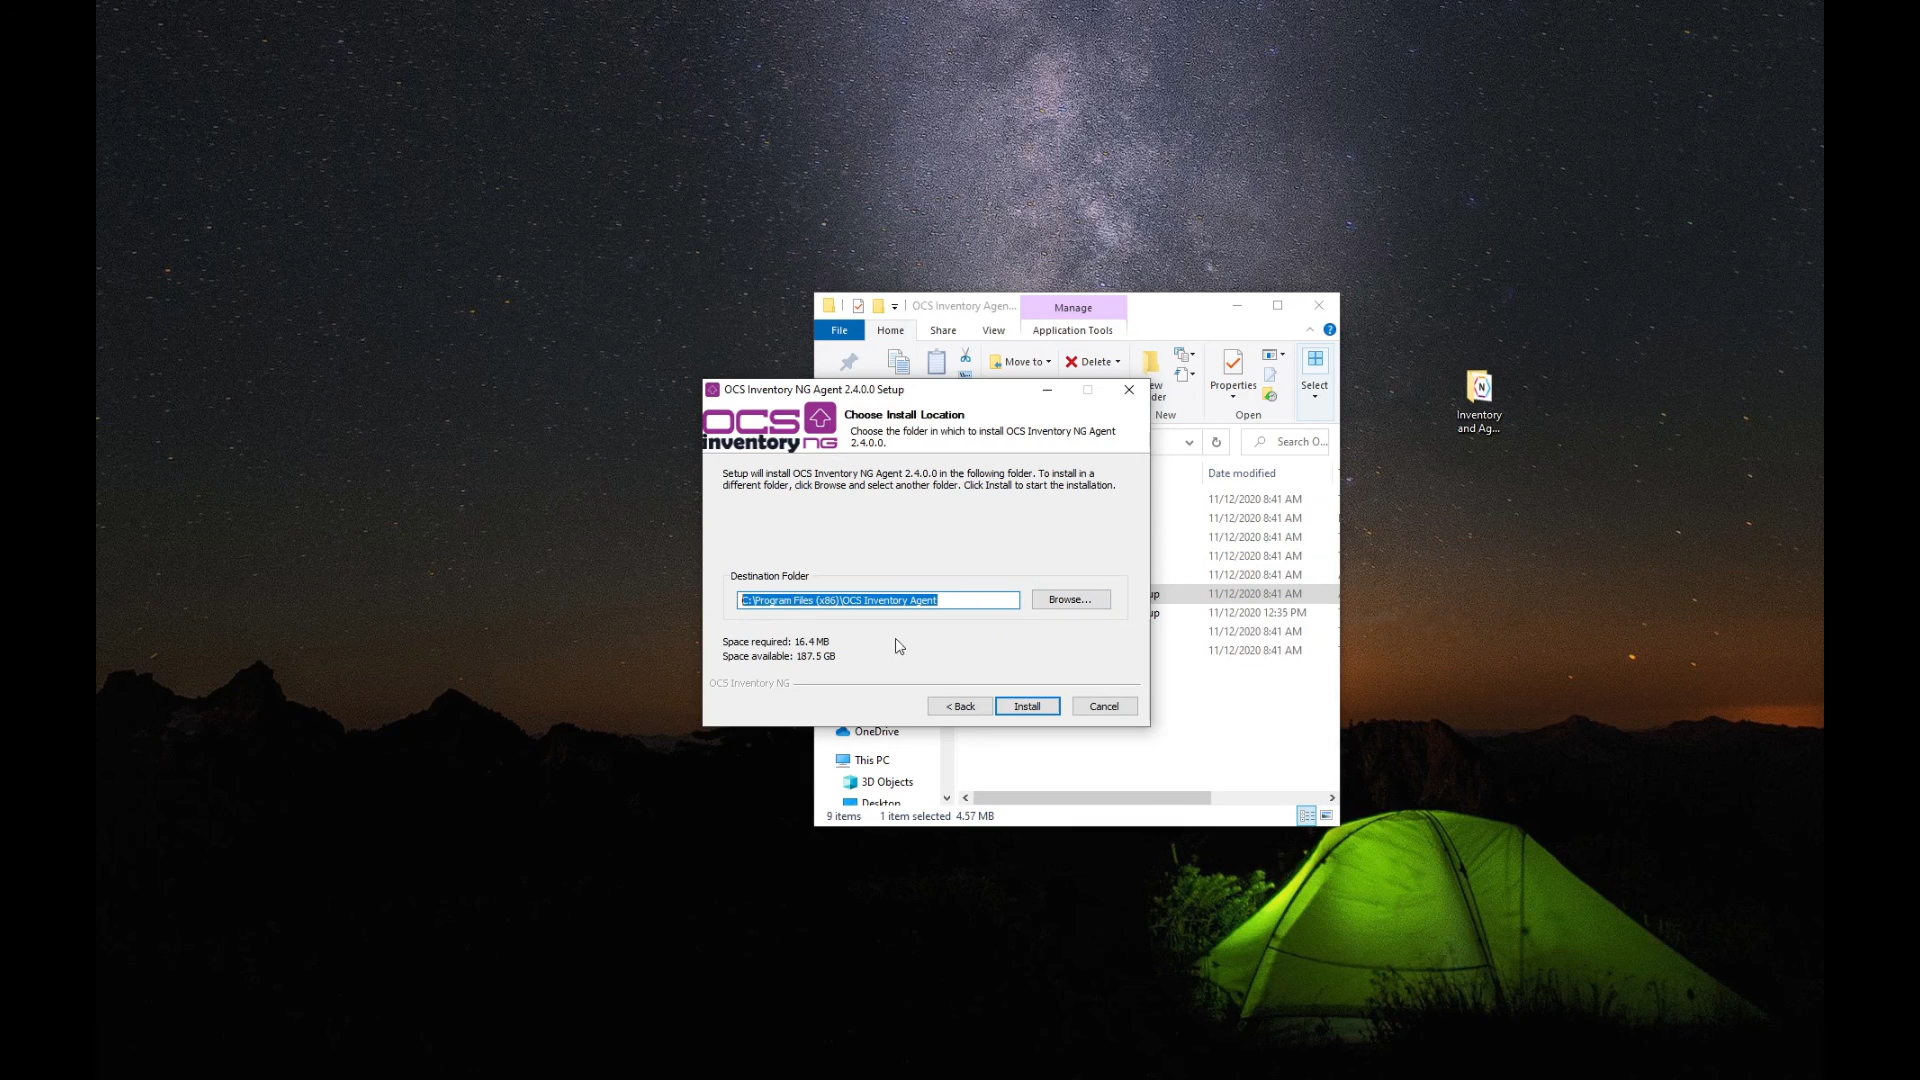 OCS Inventory Agen...
Manage
File
Home
Share
View
Application Tools
Move to
Delete
Properties
Select
New
Open
OCS Inventory NG Agent 2.4.0.0 Setup
OCS
inventory NG
Choose Install Location
Choose the folder in which to install OCS Inventory NG Agent
2.4.0.0.
Search O...
Setup will install OCS Inventory NG Agent 2.4.0.0 in the following folder. To install in a
different folder, click Browse and select another folder. Click Install to start the installation.
Destination Folder
C:\Program Files (x86)\OCS Inventory Agent
Browse...
Space required: 16.4 MB
Space available: 187.5 GB
OCS Inventory NG
< Back
Install
Cancel
Date modified
11/12/2020 8:41 AM
11/12/2020 8:41 AM
11/12/2020 8:41 AM
11/12/2020 8:41 AM
11/12/2020 8:41 AM
up
11/12/2020 8:41 AM
up
11/12/2020 12:35 PM
11/12/2020 8:41 AM
11/12/2020 8:41 AM
OneDrive
This PC
3D Objects
Desktop
9 items
1 item selected 4.57 MB
Inventory
and Ag...